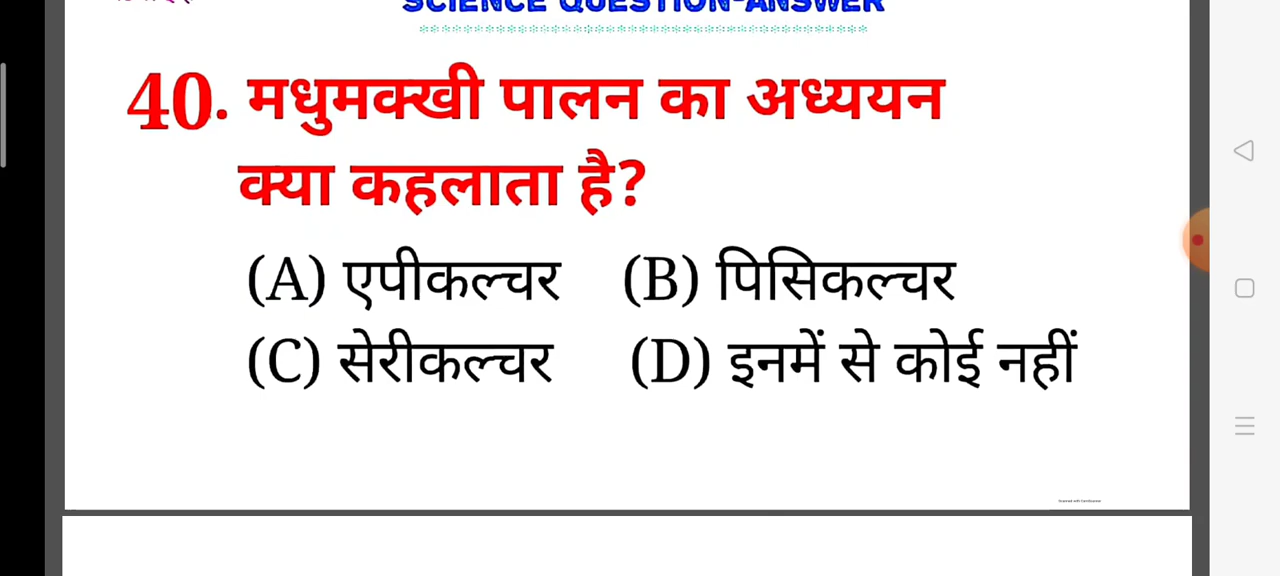 SCIENCE QUESTION-ANSWER
40. मधुमक्खी पालन का अध्ययन
क्या कहलाता है?
(A) एपीकल्चर (B) पिसिकल्चर
(C) सेरीकल्चर (D) इनमें से कोई नहीं